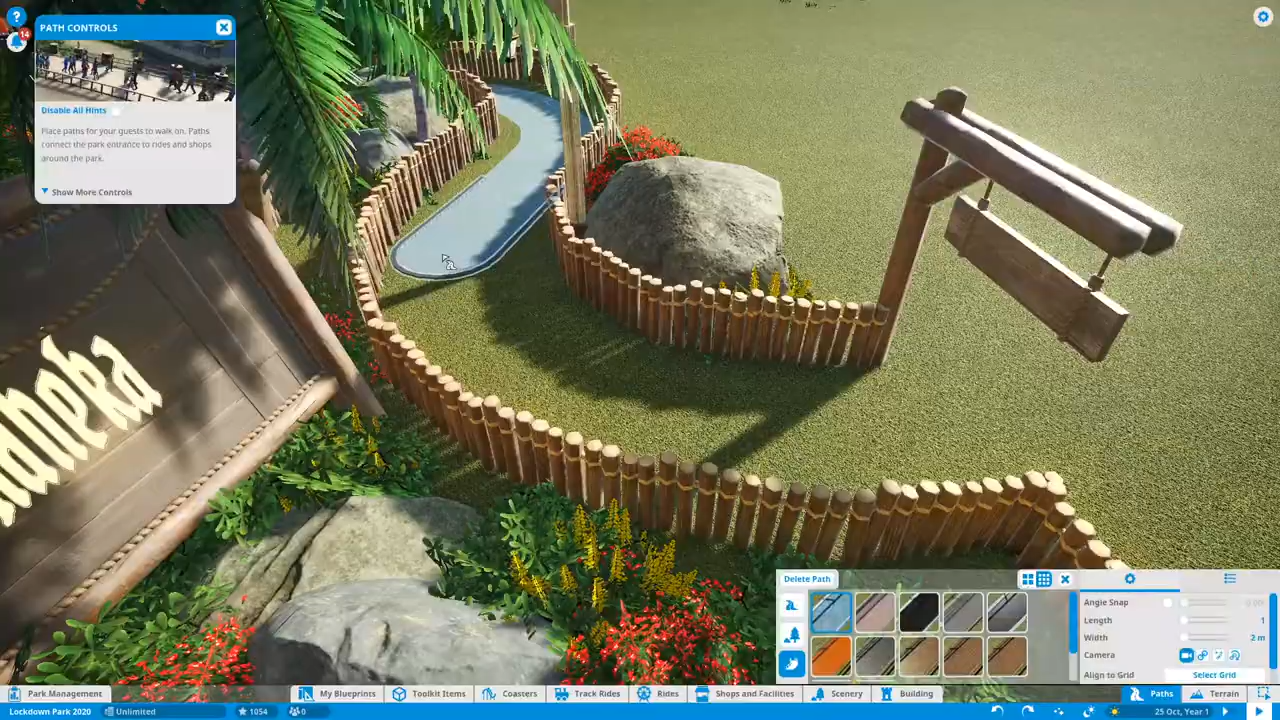 ?
PATH CONTROLS
14
Disable All Hints
Place paths for your guests to walk on. Paths
connect the park entrance to rides and shops
around the park.
Show More Controls
Delete Path
Angle Snap
Length 1
Width 2 m
Camera
Align to Grid Select Grid
Park Management My Blueprints Toolkit Items Coasters Track Rides Rides Shops and Facilities Scenery Building Paths Terrain
Lockdown Park 2020 Unlimited 1054 0 25 Oct, Year 1